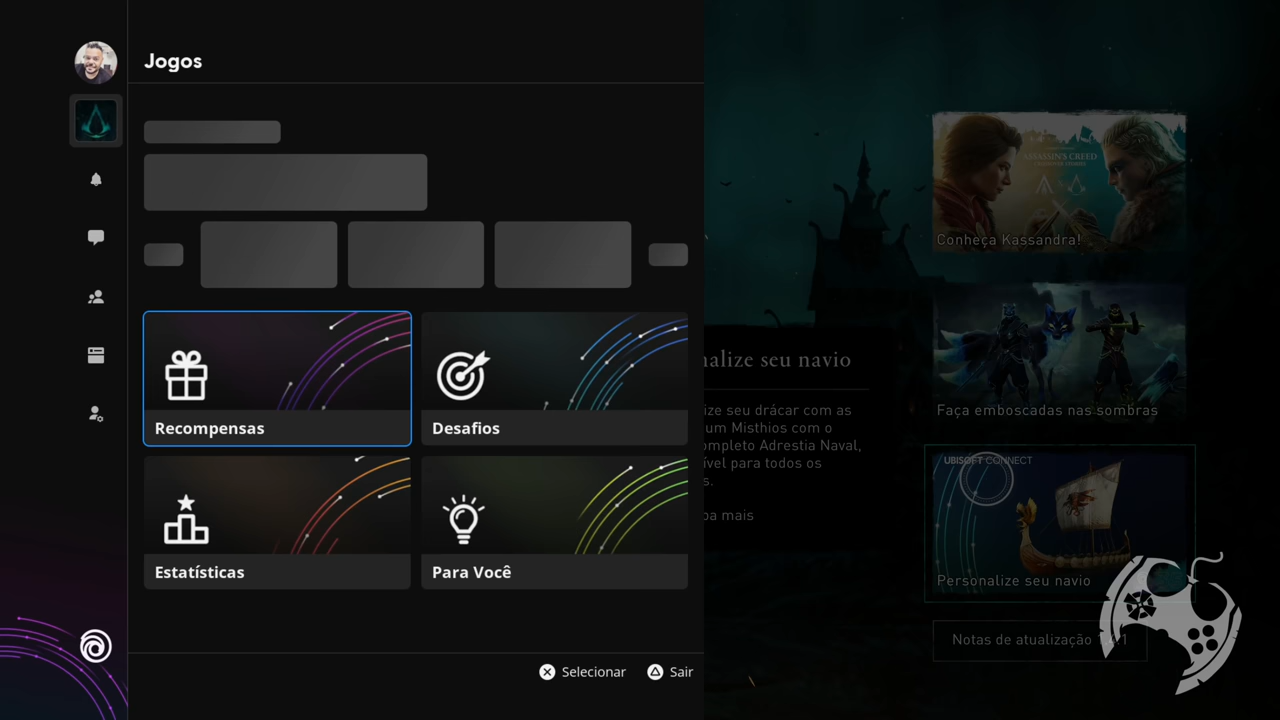 Jogos
Recompensas
Desafios
Estatísticas
Para Você
Selecionar
Sair
nalize seu navio
ize seu drácar com as
um Misthios com o
ompleto Adrestia Naval,
ível para todos os
s.
ba mais
ASSASSIN'S CREED
Conheça Kassandra!
Faça emboscadas nas sombras
UBISOFT CONNECT
Personalize seu navio
Notas de atualização